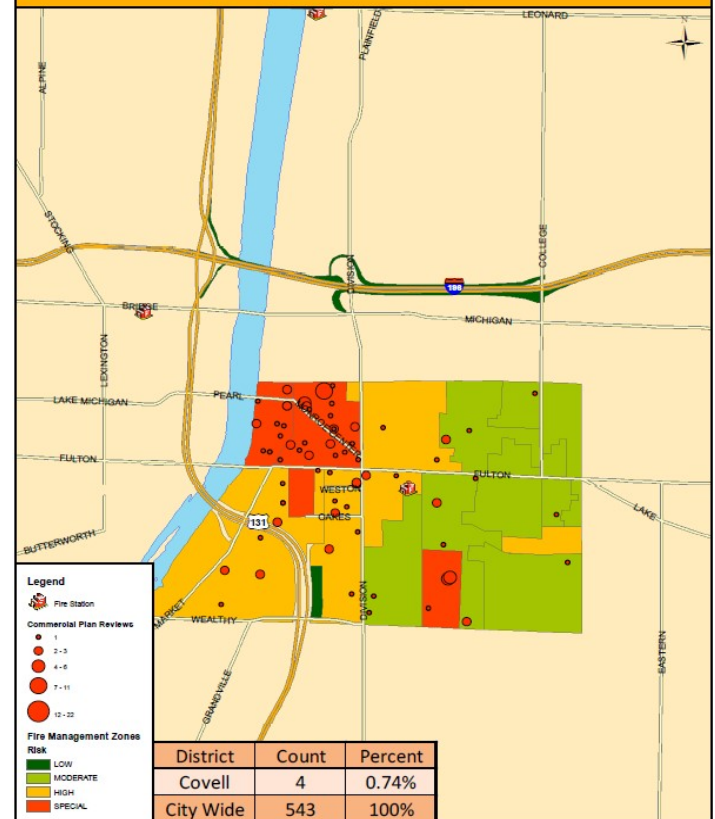 LEONARD
PLAINFIELD
N
ALPINE
STOCKING
COLLEGE
DIVISION
196
BRIDGE
MICHIGAN
LEXINGTON
LAKE MICHIGAN
PEARL
MONROE CENTER
FULTON
FULTON
WESTON
OAKES
131
LAKE
BUTTERWORTH
MARKET
WEALTHY
DIVISION
EASTERN
GRANDVILLE
Legend
Fire Station
Commercial Plan Reviews
1
2 - 3
4 - 6
7 - 11
12 - 22
Fire Management Zones
Risk
LOW
MODERATE
HIGH
SPECIAL
District Count Percent
Covell 4 0.74%
City Wide 543 100%